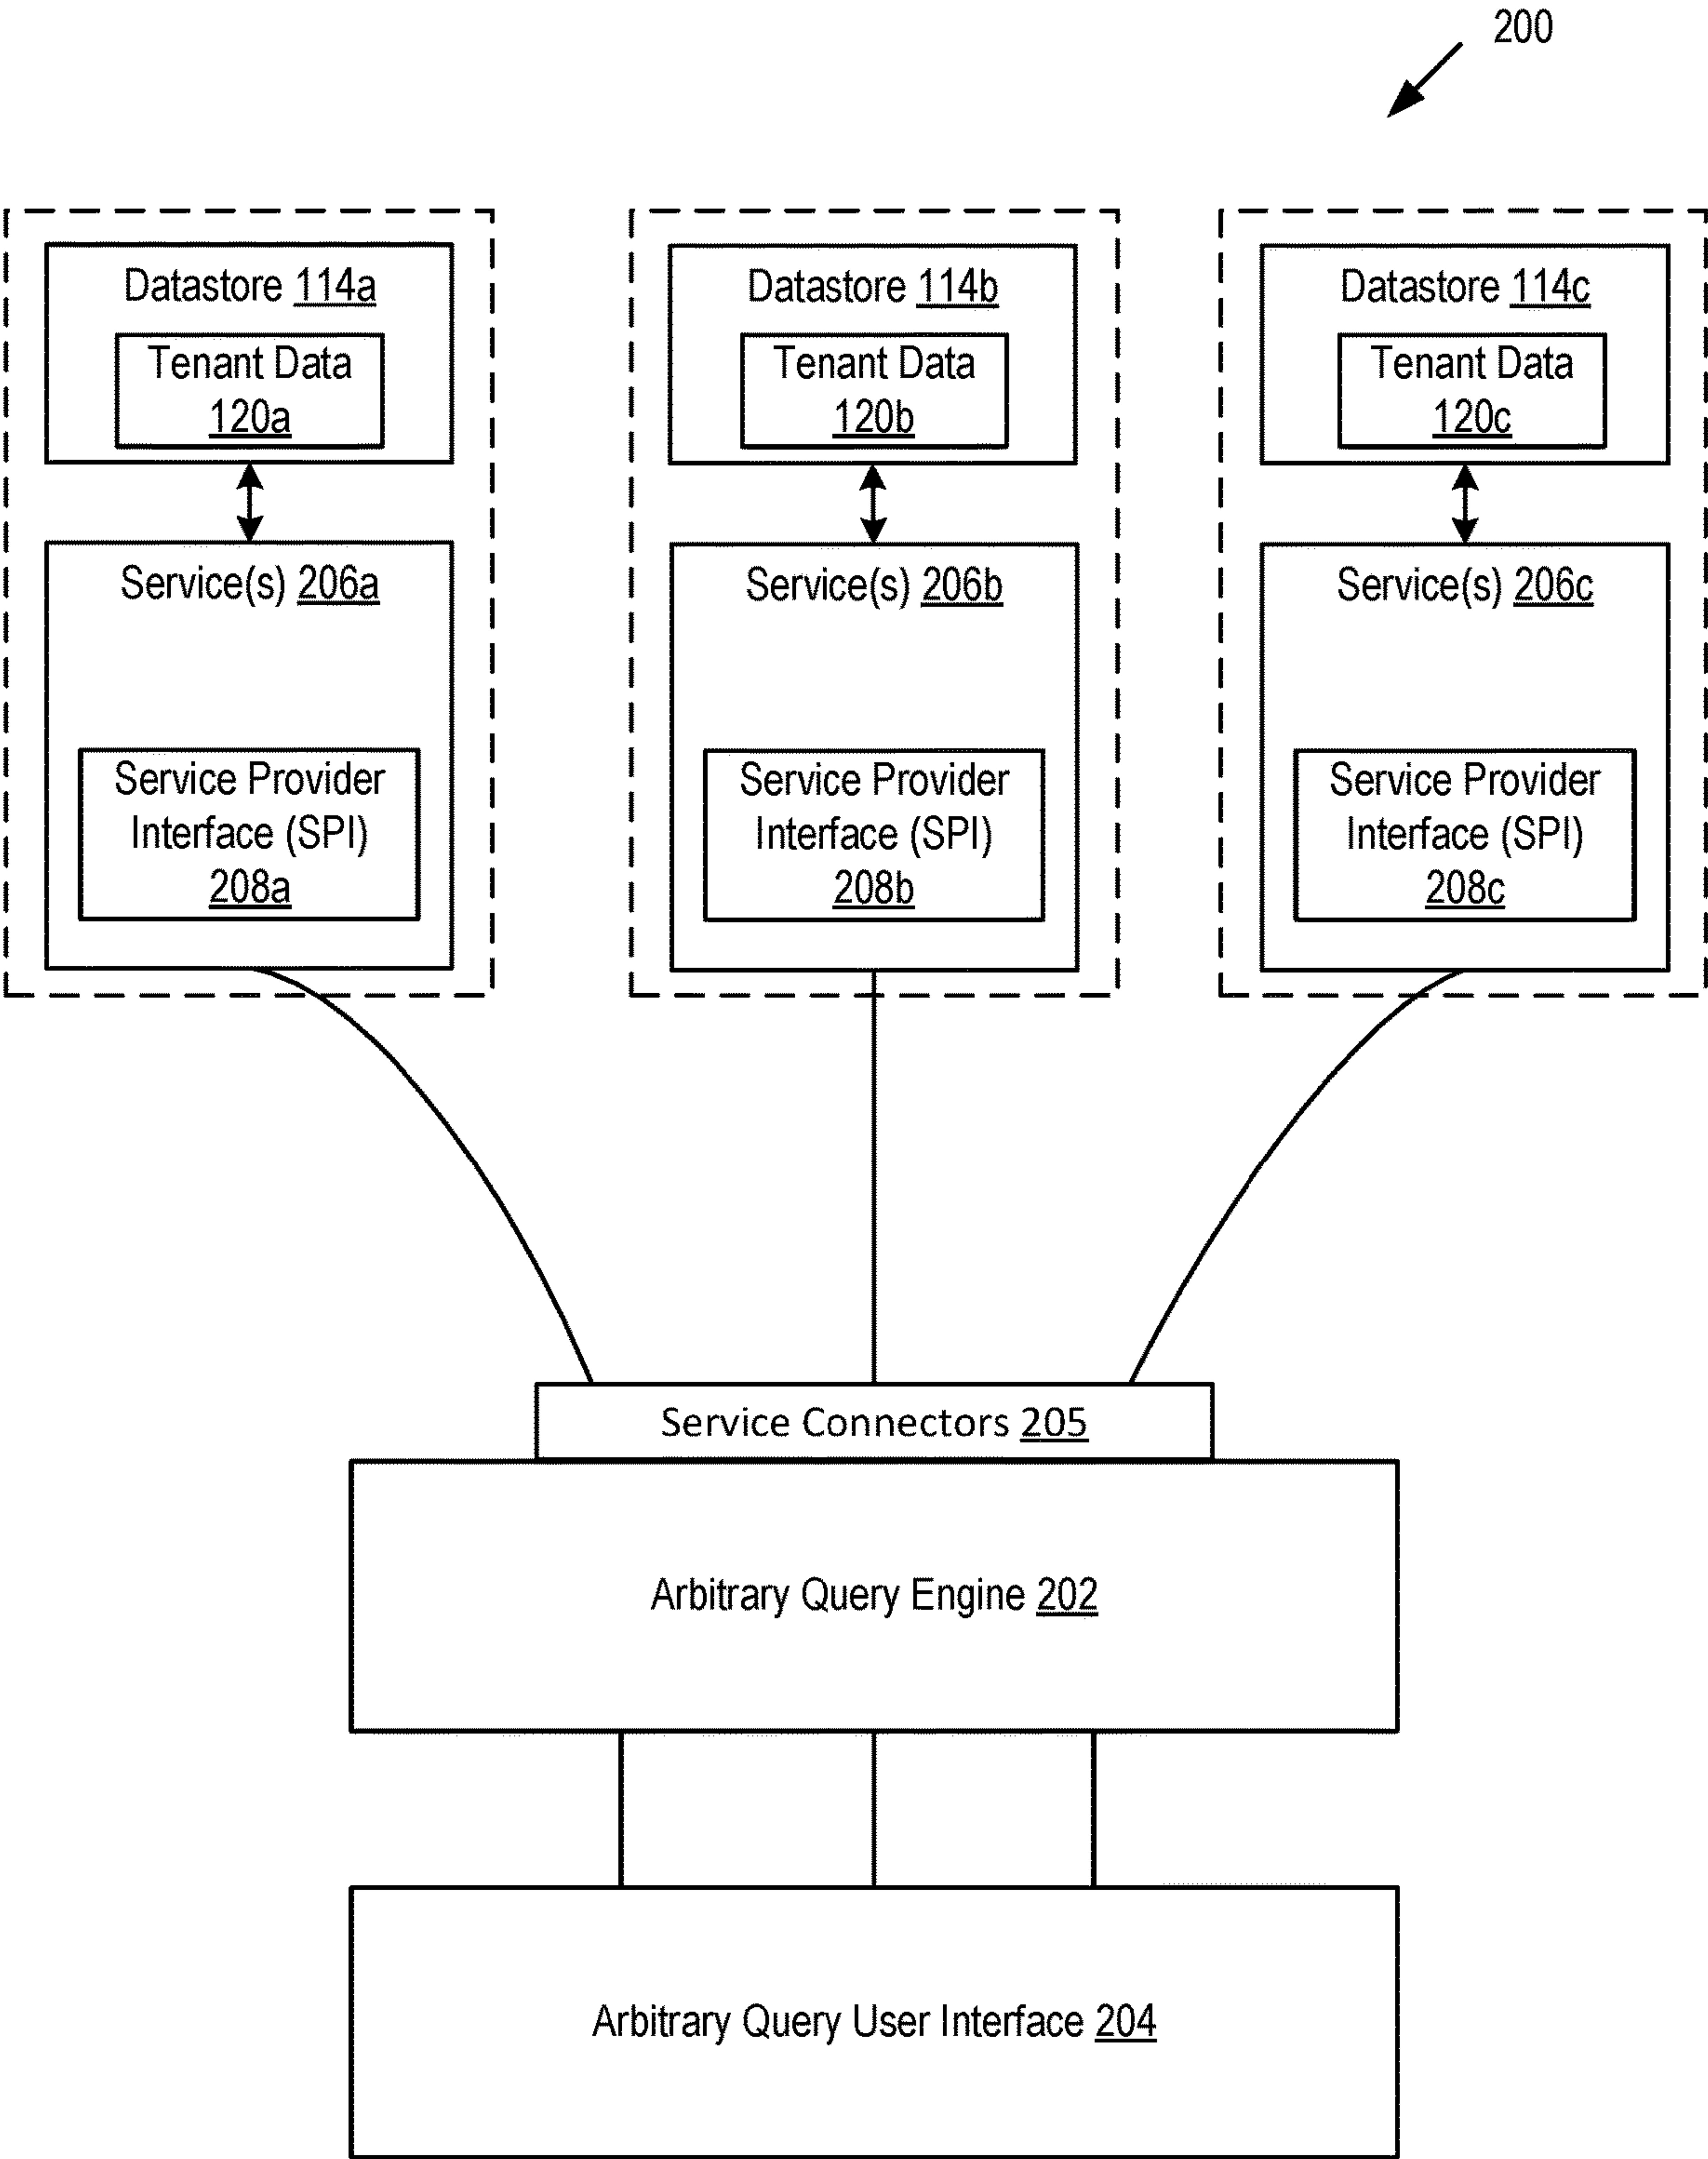 200
Datastore 114a
Tenant Data
120a
Service(s) 206a
Service Provider
Interface (SPI)
208a
Datastore 114b
Tenant Data
120b
Service(s) 206b
Service Provider
Interface (SPI)
208b
Datastore 114c
Tenant Data
120c
Service(s) 206c
Service Provider
Interface (SPI)
208c
Service Connectors 205
Arbitrary Query Engine 202
Arbitrary Query User Interface 204